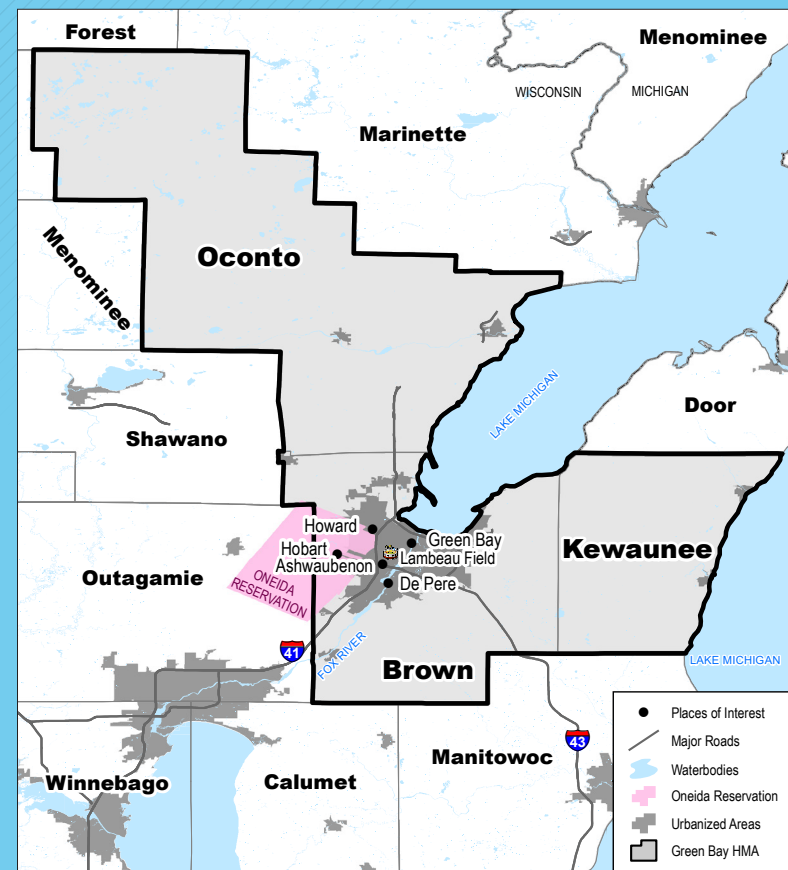 Forest
Menominee
WISCONSIN
MICHIGAN
Marinette
Menominee
Oconto
LAKE MICHIGAN
Door
Shawano
Howard
Green Bay
Hobart
Lambeau Field
Ashwaubenon
De Pere
Kewaunee
Outagamie
ONEIDA
RESERVATION
41
FOX RIVER
Brown
LAKE MICHIGAN
43
Manitowoc
Winnebago
Calumet
Places of Interest
Major Roads
Waterbodies
Oneida Reservation
Urbanized Areas
Green Bay HMA